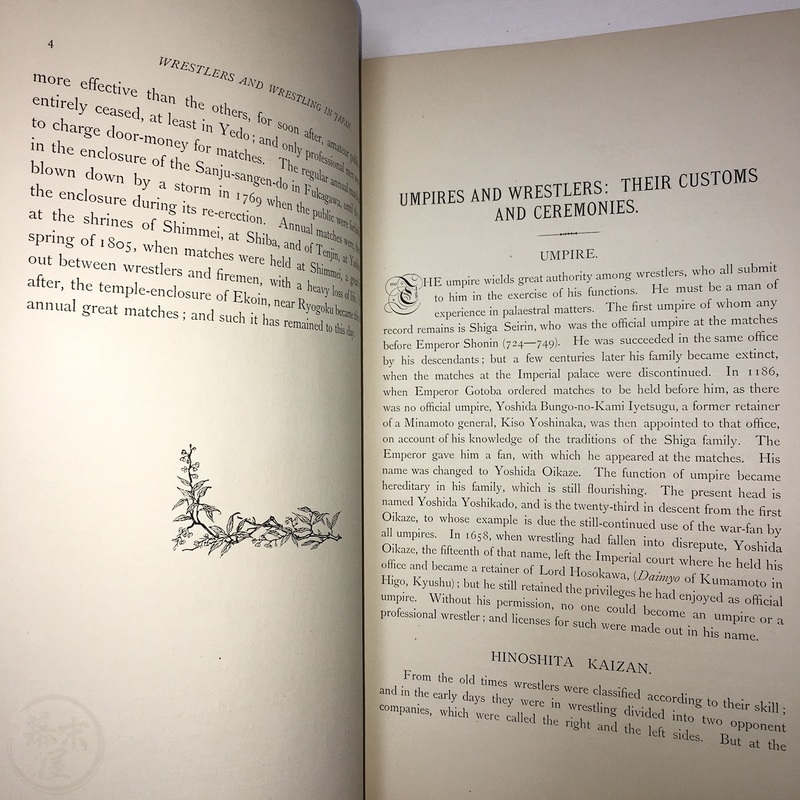 4
WRESTLERS AND WRESTLING IN JAPAN
more effective than the others, for soon after, amateur
entirely ceased, at least in Yedo; and only professional men
to charge door-money for matches. The regular annual
in the enclosure of the Sanju-sangen-do in Fukagawa, until
blown down by a storm in 1769 when the public were
the enclosure during its re-erection. Annual matches were
at the shrines of Shimmei, at Shiba, and of Tenjin, at
spring of 1805, when matches were held at Shimmei, a great
out between wrestlers and firemen, with a heavy loss of life.
after, the temple-enclosure of Ekoin, near Ryogoku became the
annual great matches; and such it has remained to this day.
UMPIRES AND WRESTLERS: THEIR CUSTOMS
AND CEREMONIES.
UMPIRE.
THE umpire wields great authority among wrestlers, who all submit
to him in the exercise of his functions. He must be a man of
experience in palaestral matters. The first umpire of whom any
record remains is Shiga Seirin, who was the official umpire at the matches
before Emperor Shonin (724—749). He was succeeded in the same office
by his descendants; but a few centuries later his family became extinct,
when the matches at the Imperial palace were discontinued. In 1186,
when Emperor Gotoba ordered matches to be held before him, as there
was no official umpire, Yoshida Bungo-no-Kami Iyetsugu, a former retainer
of a Minamoto general, Kiso Yoshinaka, was then appointed to that office,
on account of his knowledge of the traditions of the Shiga family. The
Emperor gave him a fan, with which he appeared at the matches. His
name was changed to Yoshida Oikaze. The function of umpire became
hereditary in his family, which is still flourishing. The present head is
named Yoshida Yoshikado, and is the twenty-third in descent from the first
Oikaze, to whose example is due the still-continued use of the war-fan by
all umpires. In 1658, when wrestling had fallen into disrepute, Yoshida
Oikaze, the fifteenth of that name, left the Imperial court where he held his
office and became a retainer of Lord Hosokawa, (Daimyo of Kumamoto in
Higo, Kyushu); but he still retained the privileges he had enjoyed as official
umpire. Without his permission, no one could become an umpire or a
professional wrestler; and licenses for such were made out in his name.
HINOSHITA KAIZAN.
From the old times wrestlers were classified according to their skill;
and in the early days they were in wrestling divided into two opponent
companies, which were called the right and the left sides. But at the